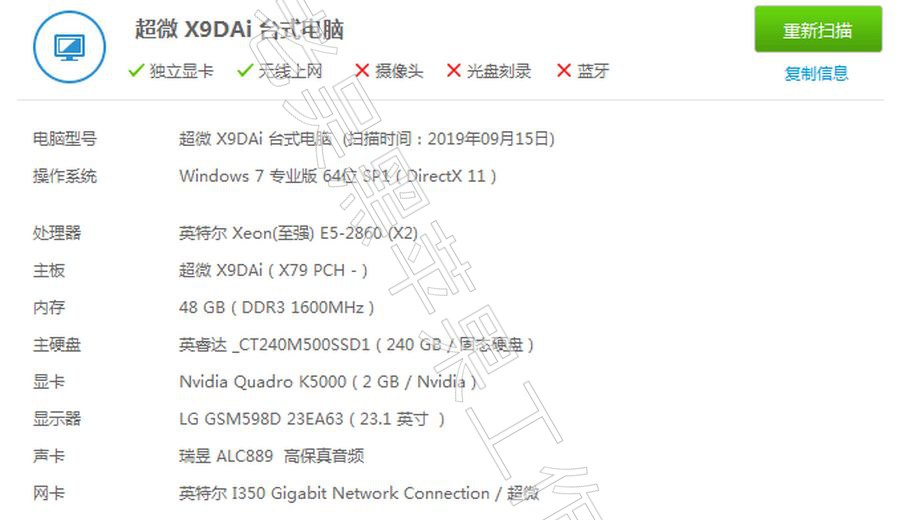 超微 X9DAi 台式电脑
重新扫描
独立显卡 无线上网 摄像头 光盘刻录 蓝牙
复制信息
电脑型号 超微 X9DAi 台式电脑 (扫描时间：2019年09月15日)
操作系统 Windows 7 专业版 64位 SP1 ( DirectX 11 )
处理器 英特尔 Xeon(至强) E5-2860 (X2)
主板 超微 X9DAi ( X79 PCH - )
内存 48 GB ( DDR3 1600MHz )
主硬盘 英睿达 _CT240M500SSD1 ( 240 GB / 固态硬盘 )
显卡 Nvidia Quadro K5000 ( 2 GB / Nvidia )
显示器 LG GSM598D 23EA63 ( 23.1 英寸 )
声卡 瑞昱 ALC889 高保真音频
网卡 英特尔 I350 Gigabit Network Connection / 超微
老吴黑苹果工作